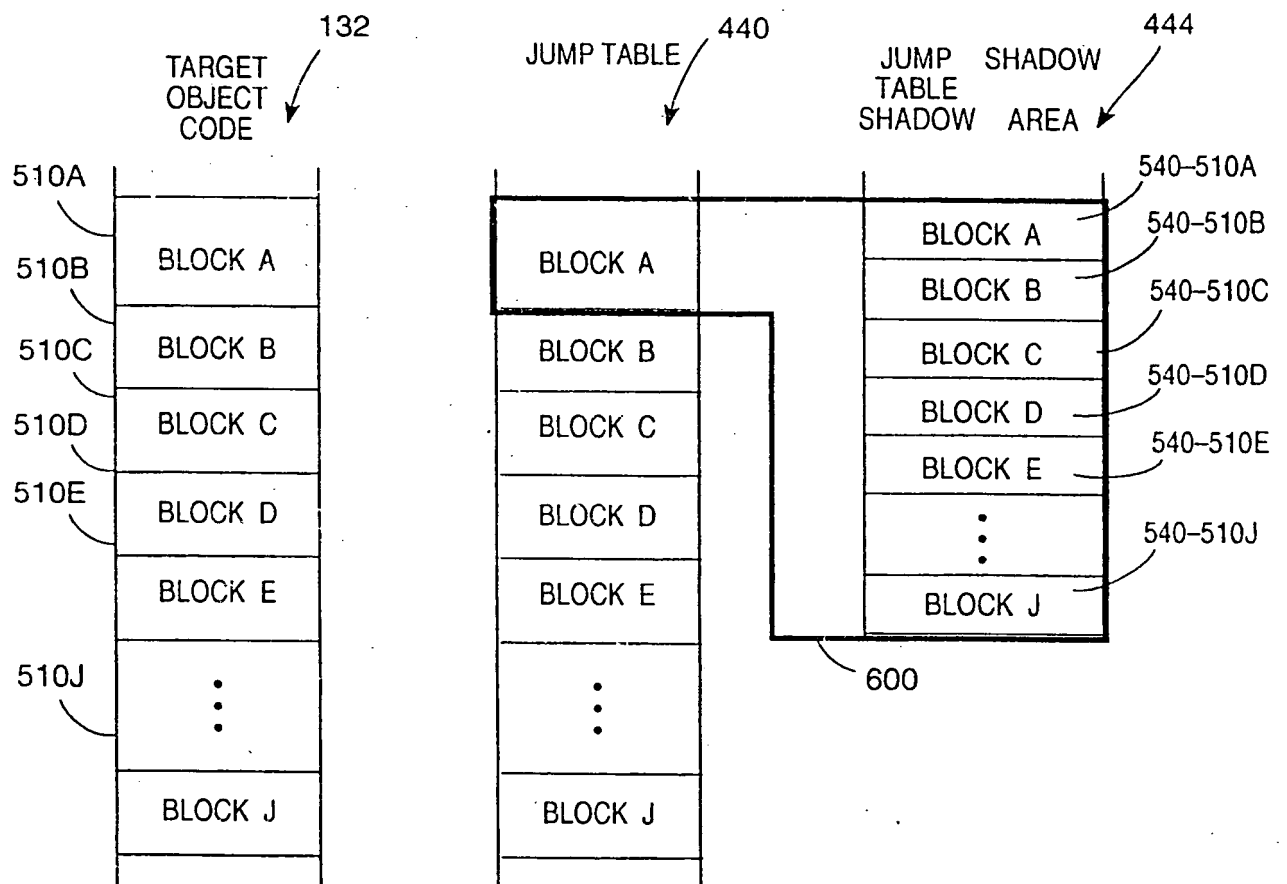 132
TARGET
OBJECT
CODE
510A
510B
510C
510D
510E
510J
BLOCK A
BLOCK B
BLOCK C
BLOCK D
BLOCK E
BLOCK J
JUMP TABLE
440
BLOCK A
BLOCK B
BLOCK C
BLOCK D
BLOCK E
BLOCK J
444
JUMP SHADOW
TABLE
SHADOW AREA
BLOCK A
BLOCK B
BLOCK C
BLOCK D
BLOCK E
BLOCK J
540-510A
540-510B
540-510C
540-510D
540-510E
540-510J
600